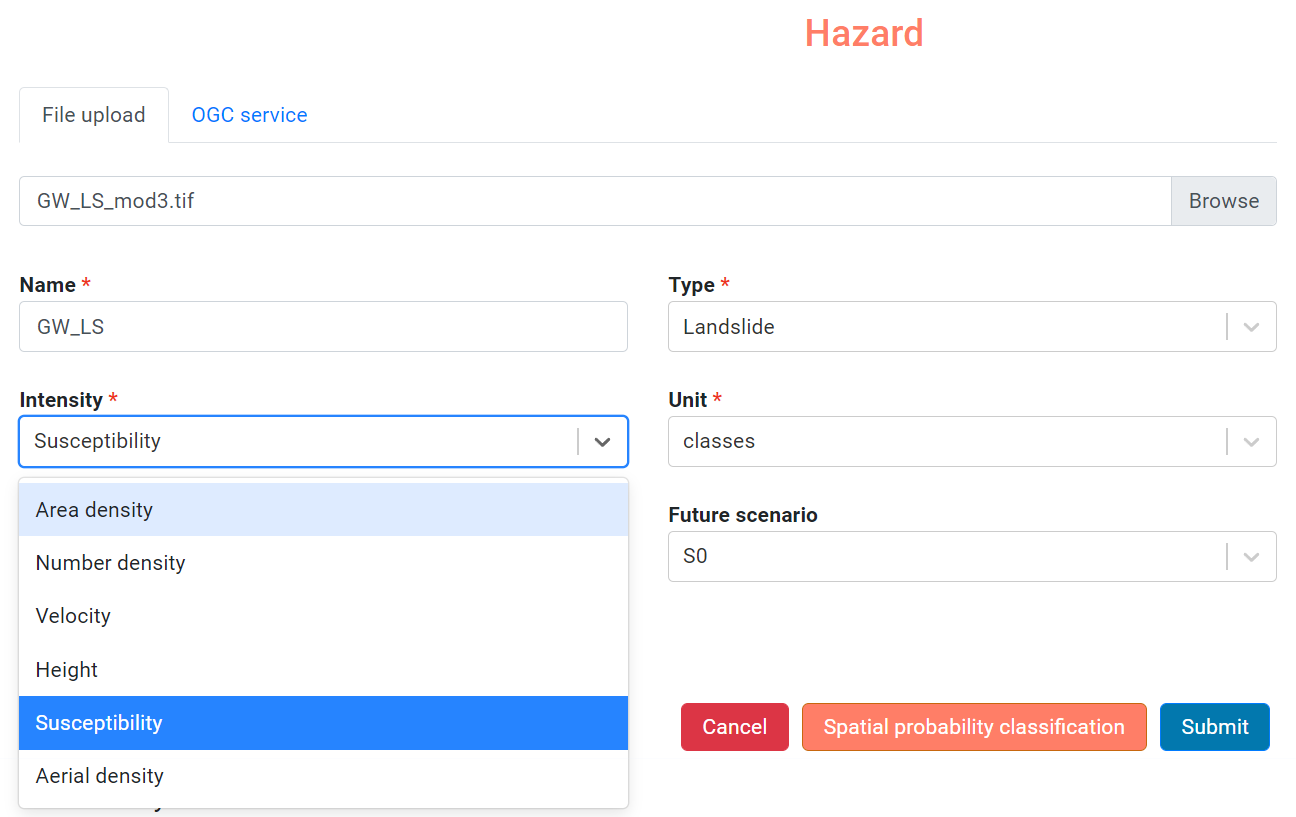 Hazard
File upload
OGC service
GW_LS_mod3.tif
Browse
Name *
Type *
GW_LS
Landslide
Intensity *
Unit *
Susceptibility
classes
Area density
Future scenario
Number density
S0
Velocity
Height
Susceptibility
Cancel
Spatial probability classification
Submit
Aerial density